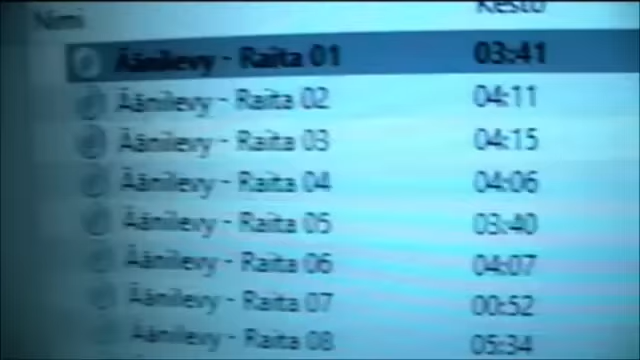 Nimi Kesto
Äänilevy - Raita 01 03:41
Äänilevy - Raita 02 04:11
Äänilevy - Raita 03 04:15
Äänilevy - Raita 04 04:06
Äänilevy - Raita 05 03:40
Äänilevy - Raita 06 04:07
Äänilevy - Raita 07 00:52
Äänilevy - Raita 08 05:34